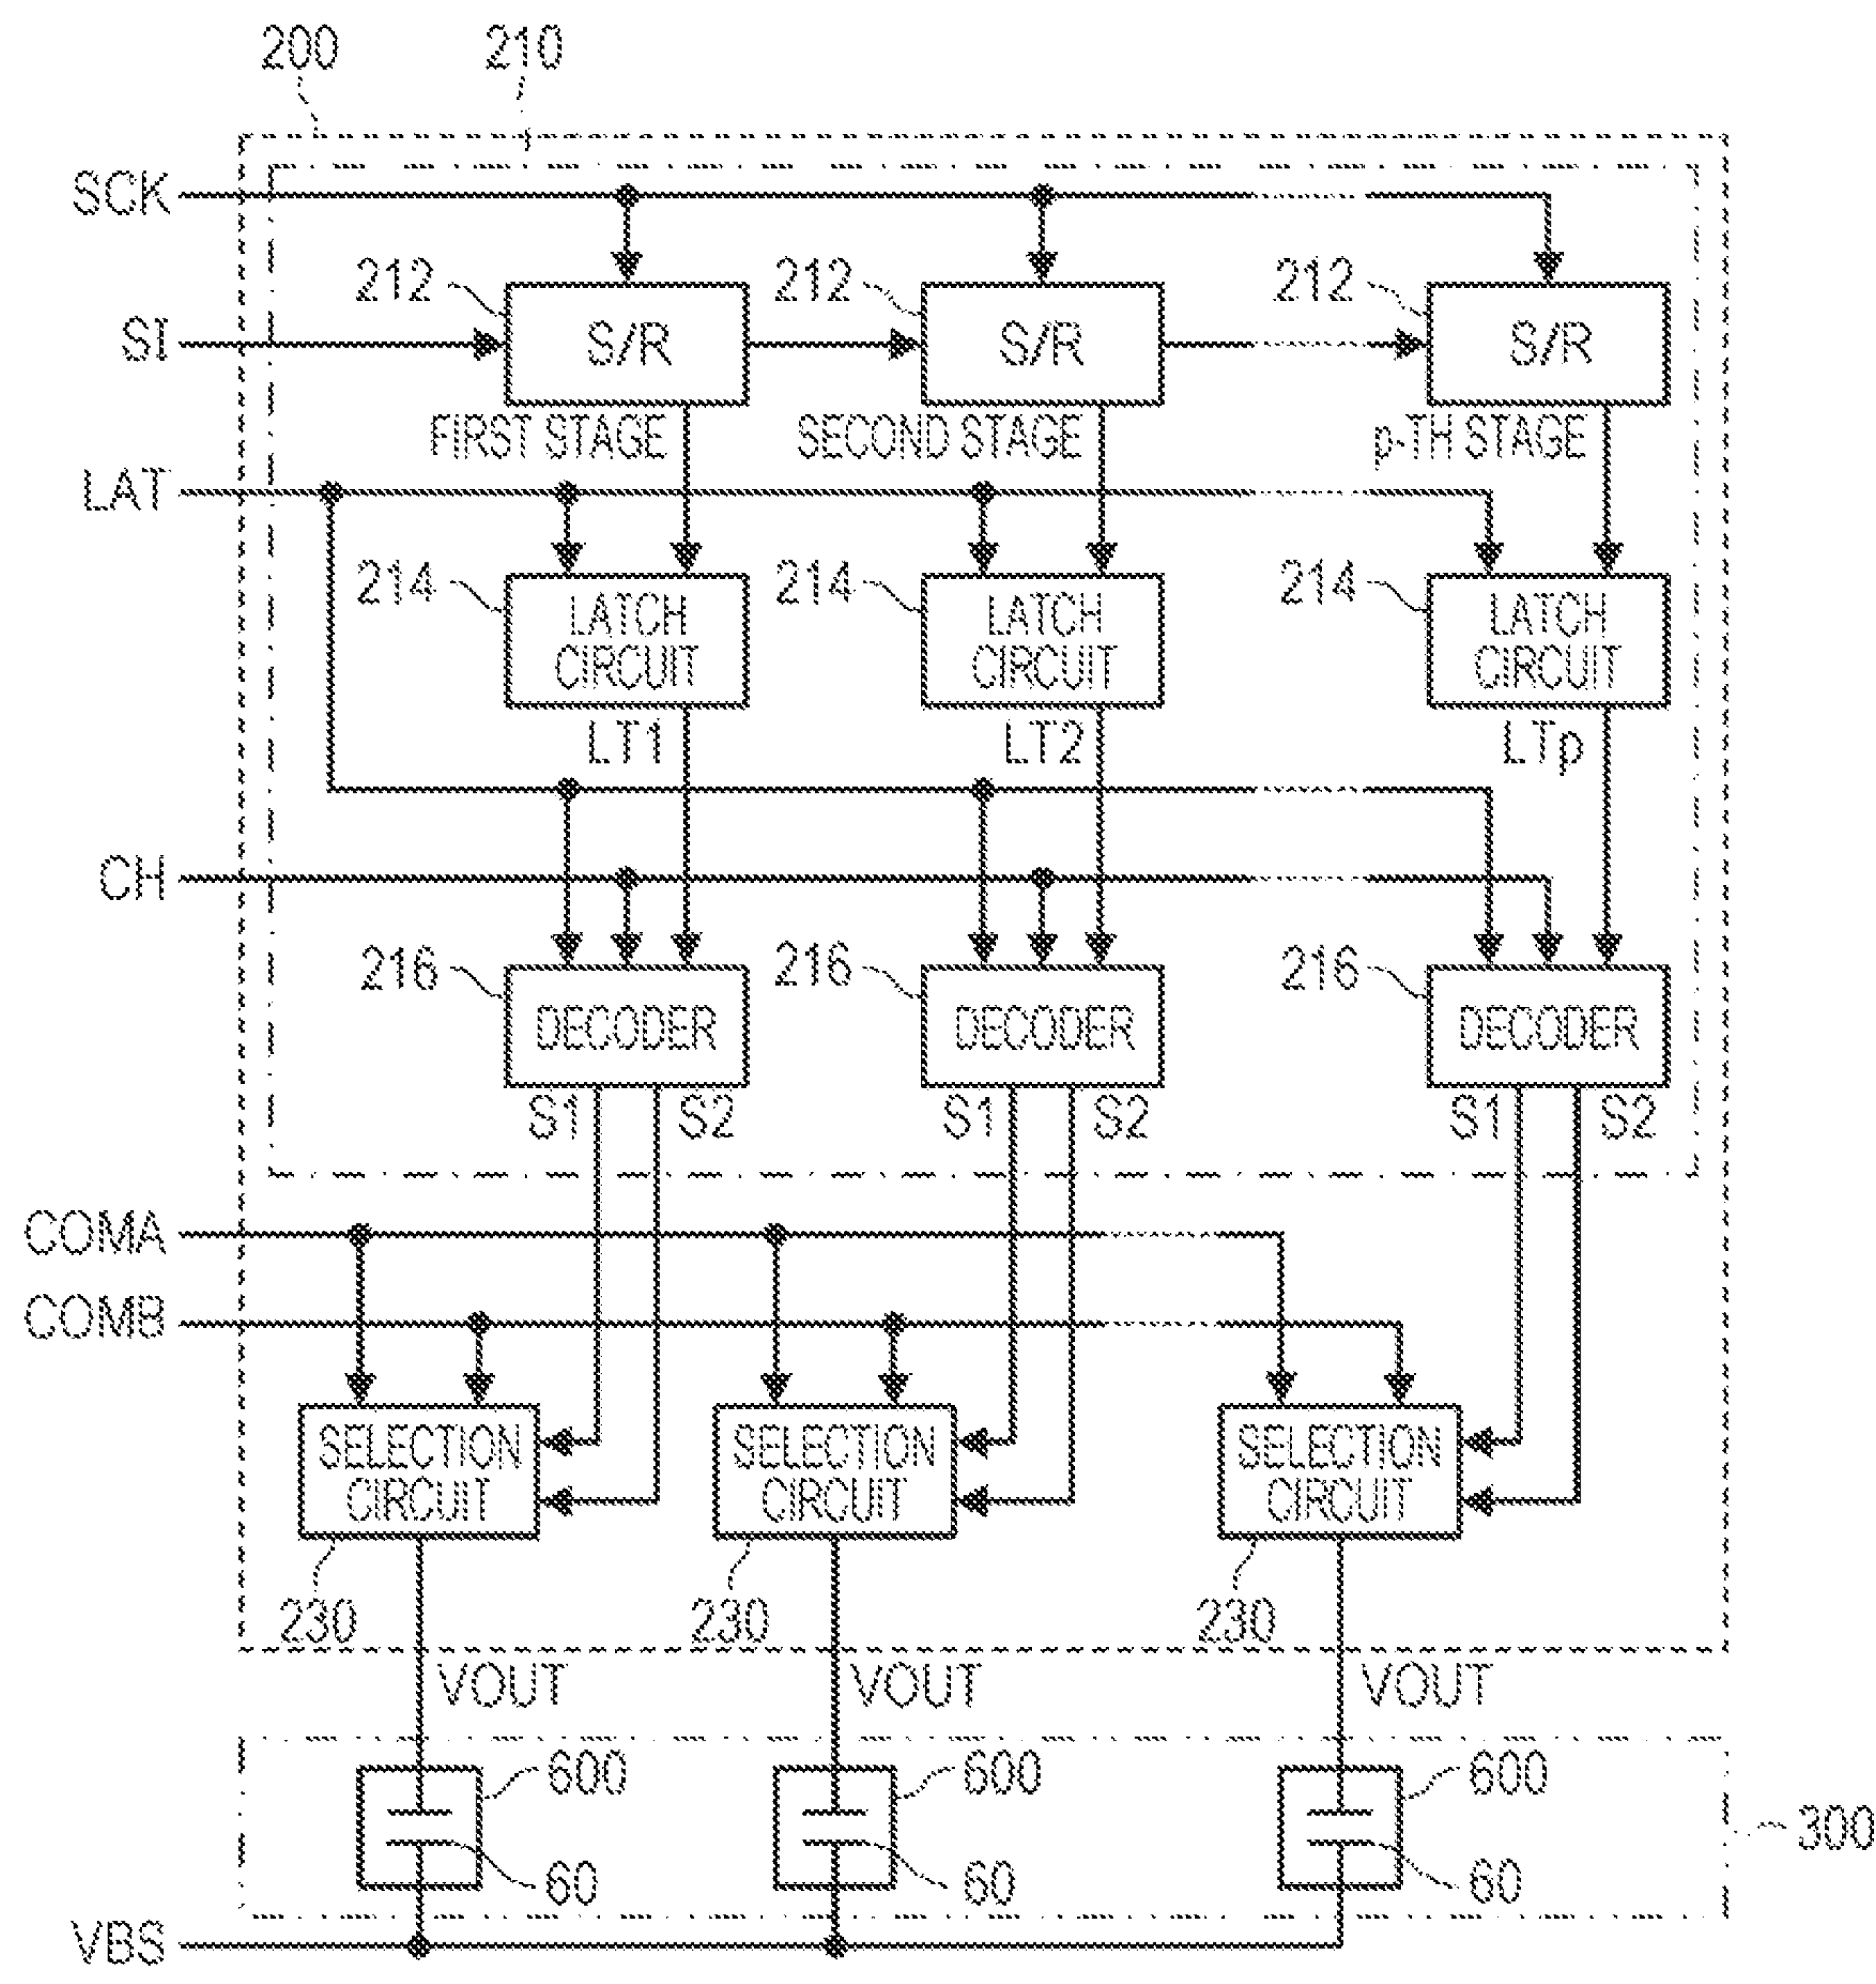 200 210
SCK
212 212 212
SI S/R S/R S/R
FIRST STAGE SECOND STAGE p-TH STAGE
LAT
214 214 214
LATCH CIRCUIT LATCH CIRCUIT LATCH CIRCUIT
LT1 LT2 LTp
CH
216 216 216
DECODER DECODER DECODER
S1 S2 S1 S2 S1 S2
COMA
COMB
SELECTION CIRCUIT SELECTION CIRCUIT SELECTION CIRCUIT
230 230 230
VOUT VOUT VOUT
600 600 600
300
60 60 60
VBS